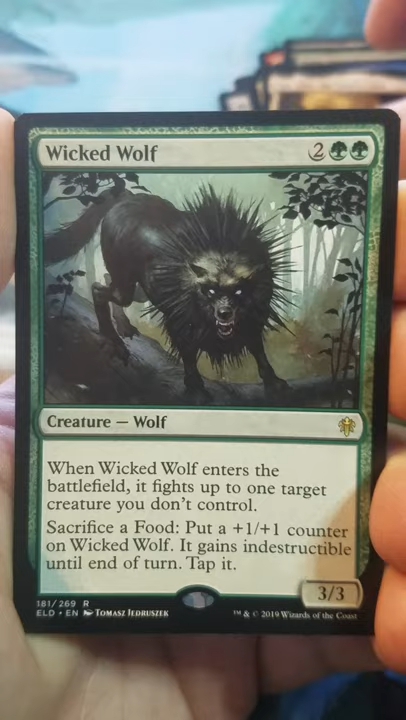 Wicked Wolf 2
Creature — Wolf
When Wicked Wolf enters the
battlefield, it fights up to one target
creature you don't control.
Sacrifice a Food: Put a +1/+1 counter
on Wicked Wolf. It gains indestructible
until end of turn. Tap it.
3/3
181/269 R
ELD • EN Tomasz Jedruszek
™ & © 2019 Wizards of the Coast